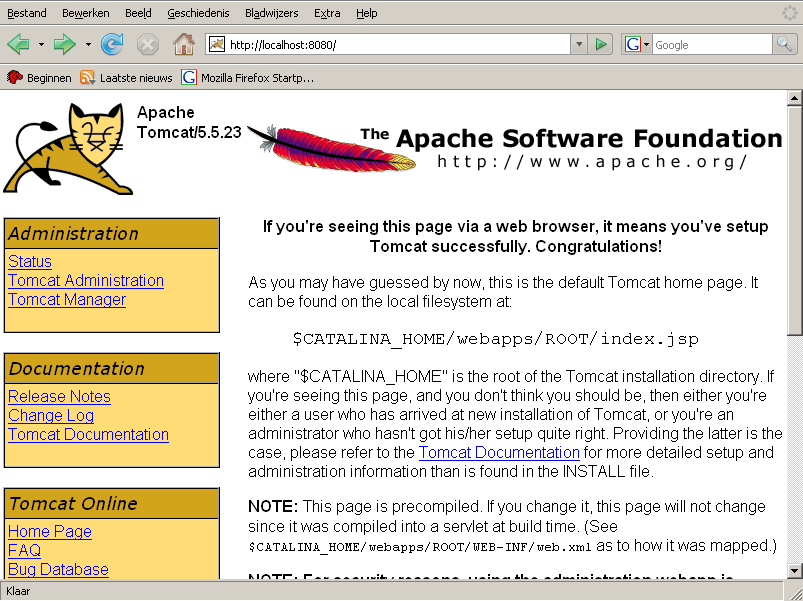 Bestand Bewerken Beeld Geschiedenis Bladwijzers Extra Help
http://localhost:8080/
Google
Beginnen Laatste nieuws Mozilla Firefox Startp...
Apache
Tomcat/5.5.23
The Apache Software Foundation
http://www.apache.org/
Administration
Status
Tomcat Administration
Tomcat Manager
Documentation
Release Notes
Change Log
Tomcat Documentation
Tomcat Online
Home Page
FAQ
Bug Database
If you're seeing this page via a web browser, it means you've setup
Tomcat successfully. Congratulations!
As you may have guessed by now, this is the default Tomcat home page. It
can be found on the local filesystem at:
$CATALINA_HOME/webapps/ROOT/index.jsp
where "$CATALINA_HOME" is the root of the Tomcat installation directory. If
you're seeing this page, and you don't think you should be, then either you're
either a user who has arrived at new installation of Tomcat, or you're an
administrator who hasn't got his/her setup quite right. Providing the latter is the
case, please refer to the Tomcat Documentation for more detailed setup and
administration information than is found in the INSTALL file.
NOTE: This page is precompiled. If you change it, this page will not change
since it was compiled into a servlet at build time. (See
$CATALINA_HOME/webapps/ROOT/WEB-INF/web.xml as to how it was mapped.)
NOTE: For security reasons, using the administration webapp is
Klaar